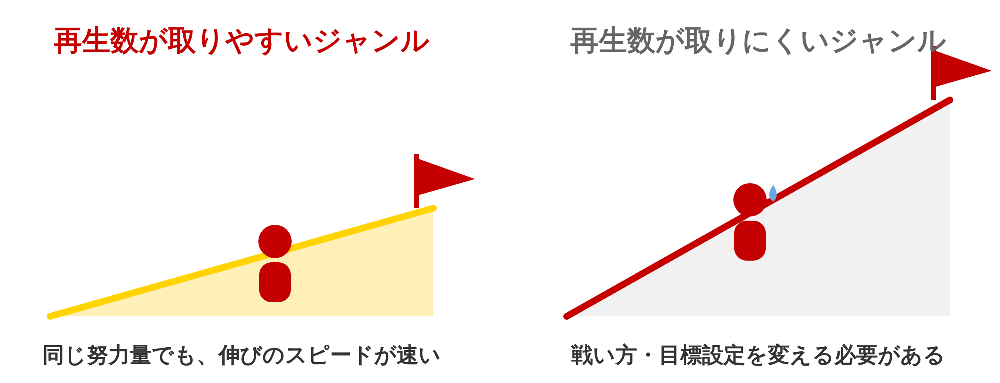 再生数が取りやすいジャンル
再生数が取りにくいジャンル
同じ努力量でも、伸びのスピードが速い
戦い方・目標設定を変える必要がある